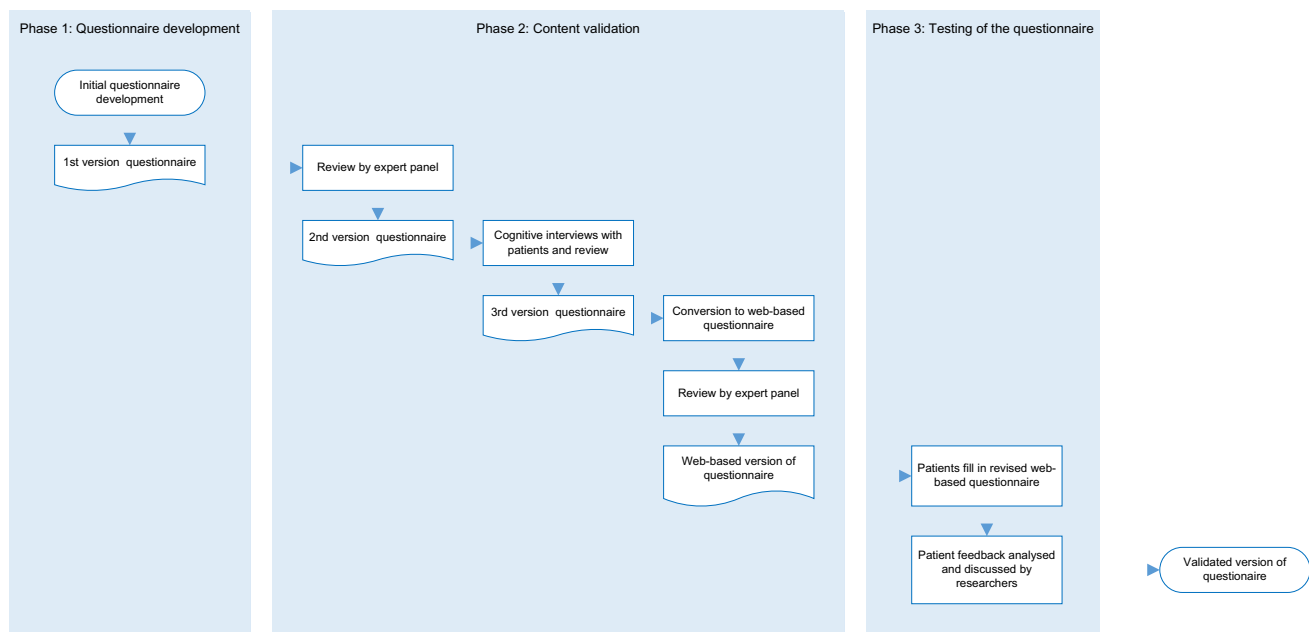 Phase 1: Questionnaire development
Initial questionnaire
development
1st version questionnaire
Phase 2: Content validation
Review by expert panel
2nd version questionnaire
Cognitive interviews with
patients and review
3rd version questionnaire
Conversion to web-based
questionnaire
Review by expert panel
Web-based version of
questionnaire
Phase 3: Testing of the questionnaire
Patients fill in revised web-
based questionnaire
Patient feedback analysed
and discussed by
researchers
Validated version of
questionaire